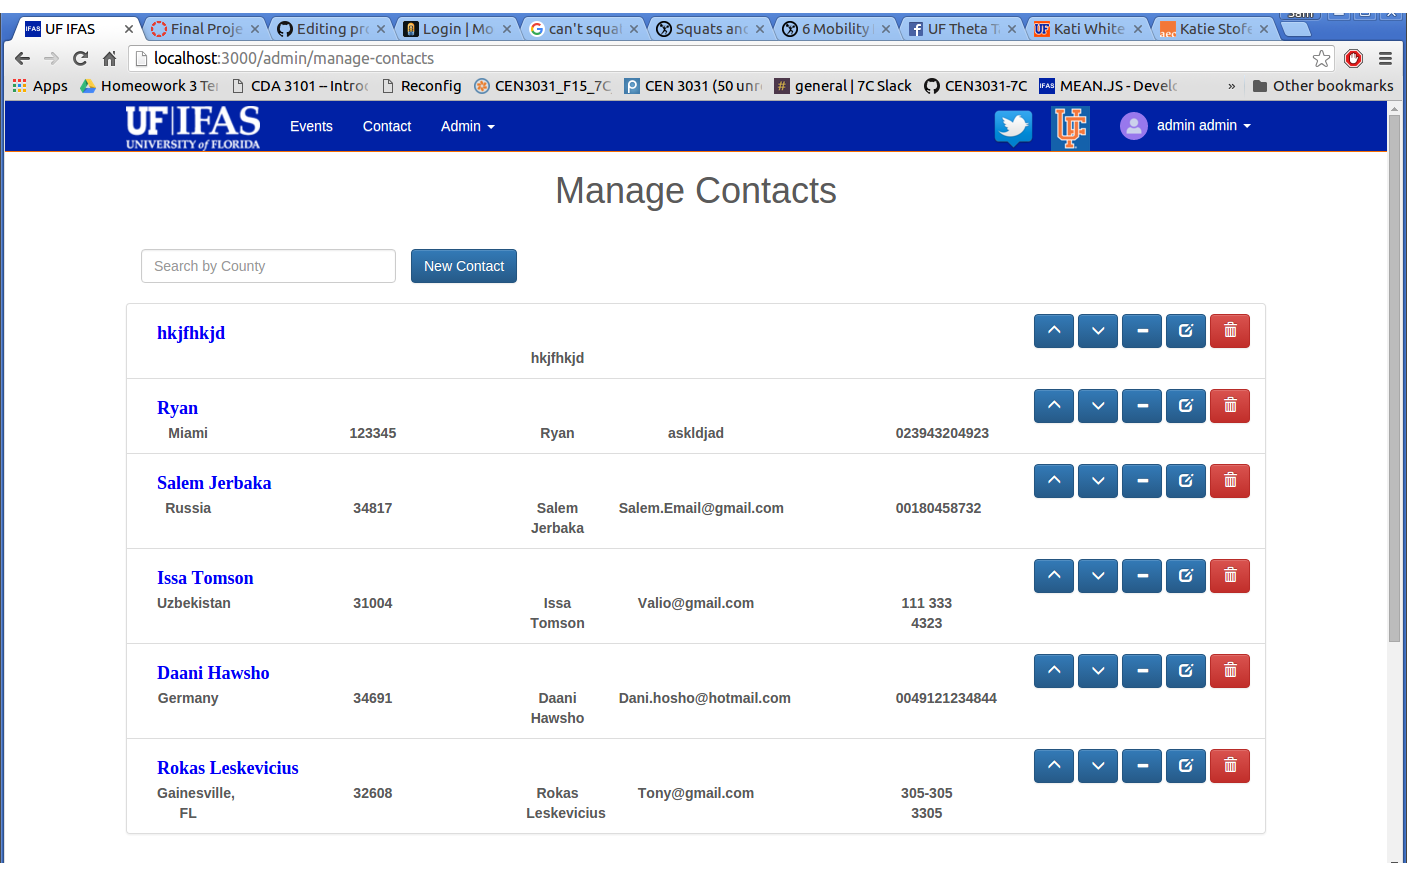 UF IFAS
Final Proje
Editing pro
Login | Mo
can't squat
Squats and
6 Mobility
UF Theta T
Kati White
Katie Stofe
Sam
localhost:3000/admin/manage-contacts
Apps
Homeowork 3 Ter
CDA 3101 -- Introd
Reconfig
CEN3031_F15_7C
CEN 3031 (50 unr
general | 7C Slack
CEN3031-7C
MEAN.JS - Develo
»
Other bookmarks
UF|IFAS
UNIVERSITY of FLORIDA
Events
Contact
Admin
UF
admin admin
Manage Contacts
Search by County
New Contact
hkjfhkjd
hkjfhkjd
Ryan
Miami 123345 Ryan askldjad 023943204923
Salem Jerbaka
Russia 34817 Salem Salem.Email@gmail.com 00180458732
Jerbaka
Issa Tomson
Uzbekistan 31004 Issa Valio@gmail.com 111 333
Tomson 4323
Daani Hawsho
Germany 34691 Daani Dani.hosho@hotmail.com 0049121234844
Hawsho
Rokas Leskevicius
Gainesville, 32608 Rokas Tony@gmail.com 305-305
FL Leskevicius 3305